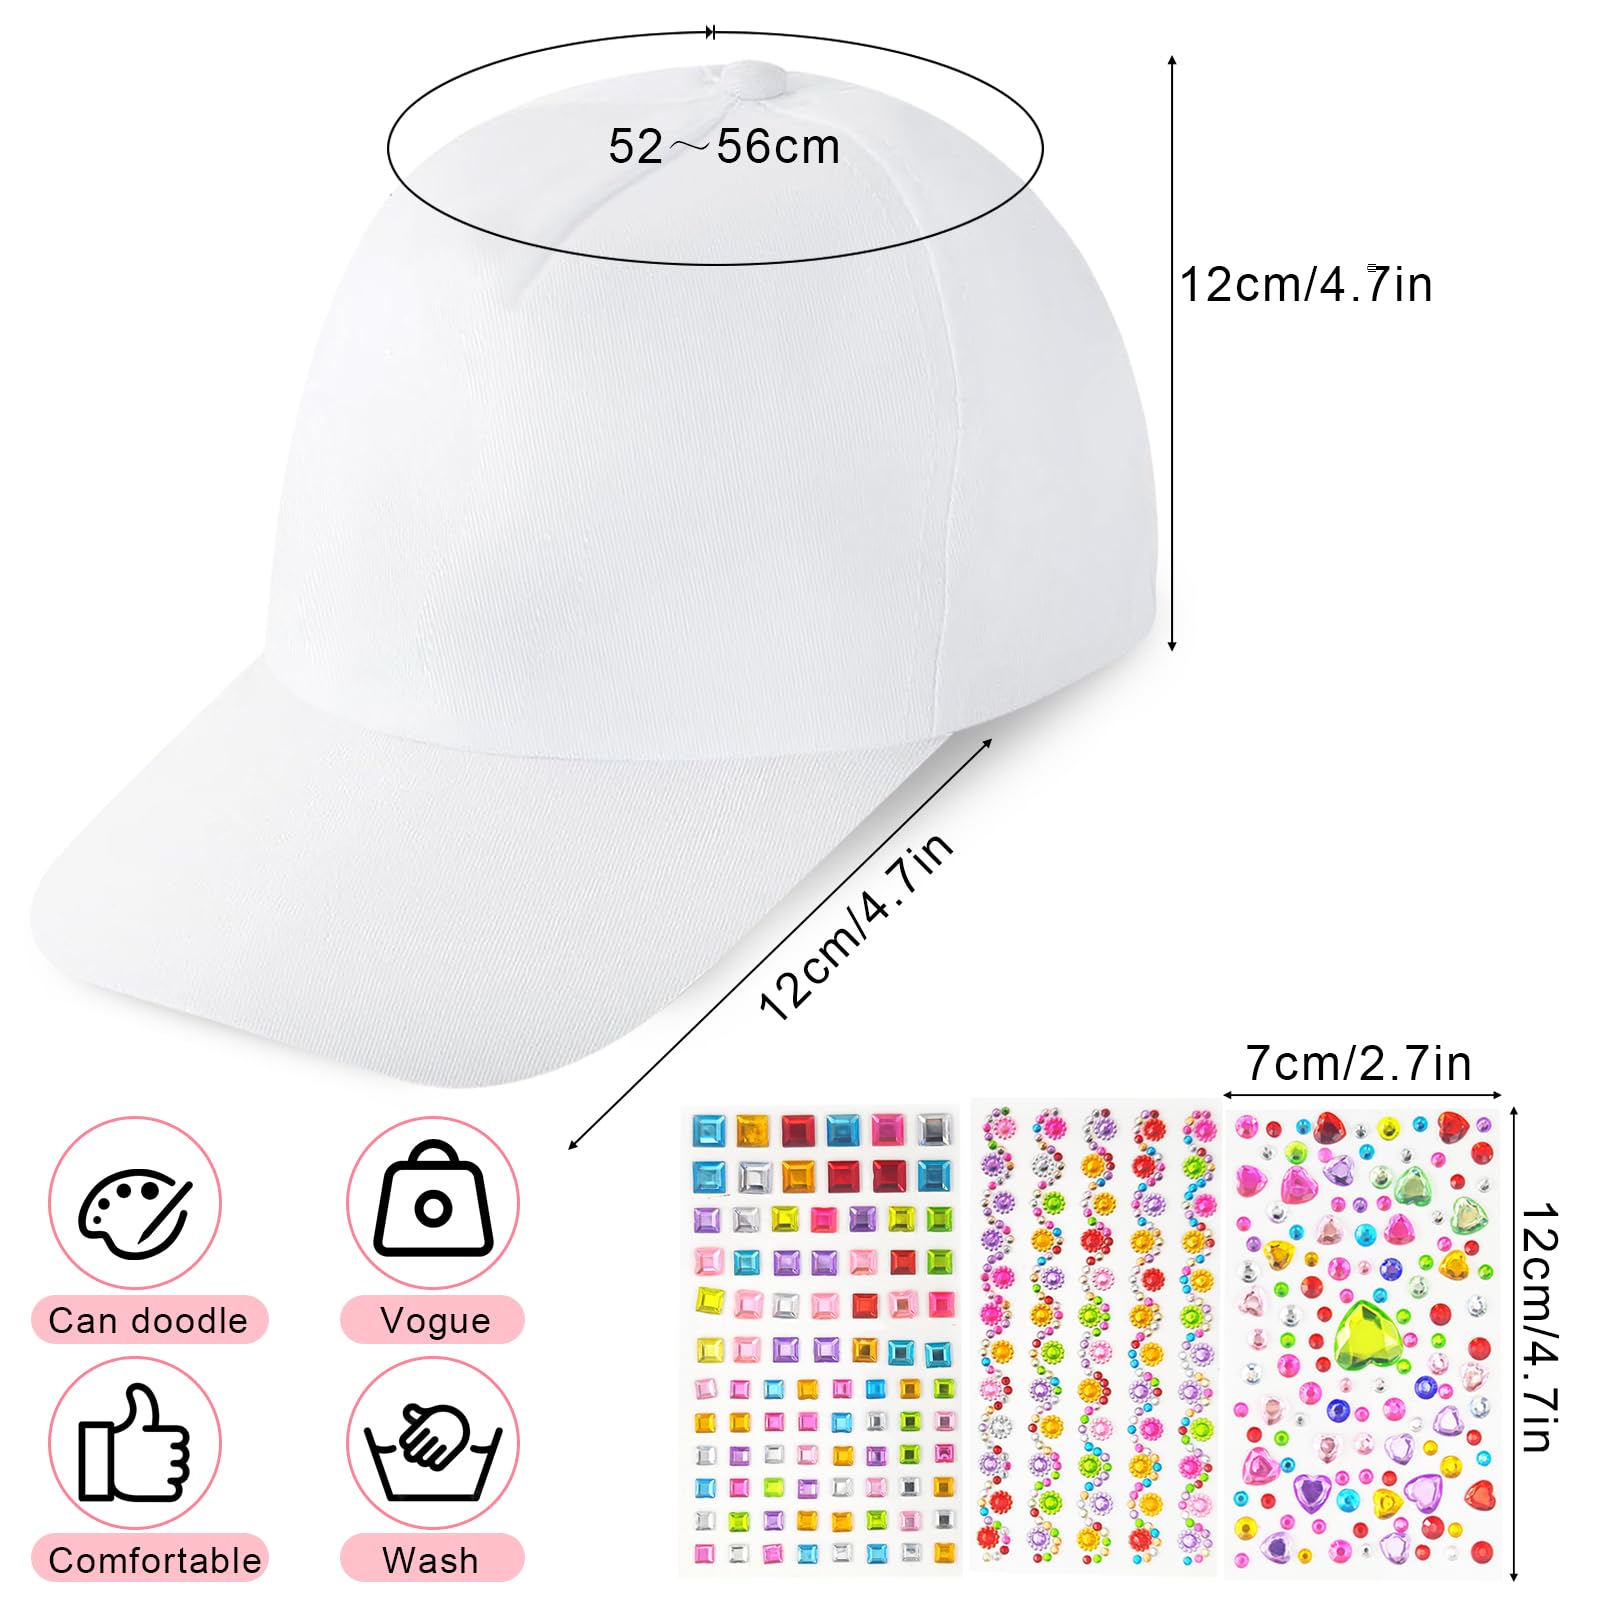 52～56cm
12cm/4.7in
12cm/4.7in
7cm/2.7in
12cm/4.7in
Can doodle
Vogue
Comfortable
Wash